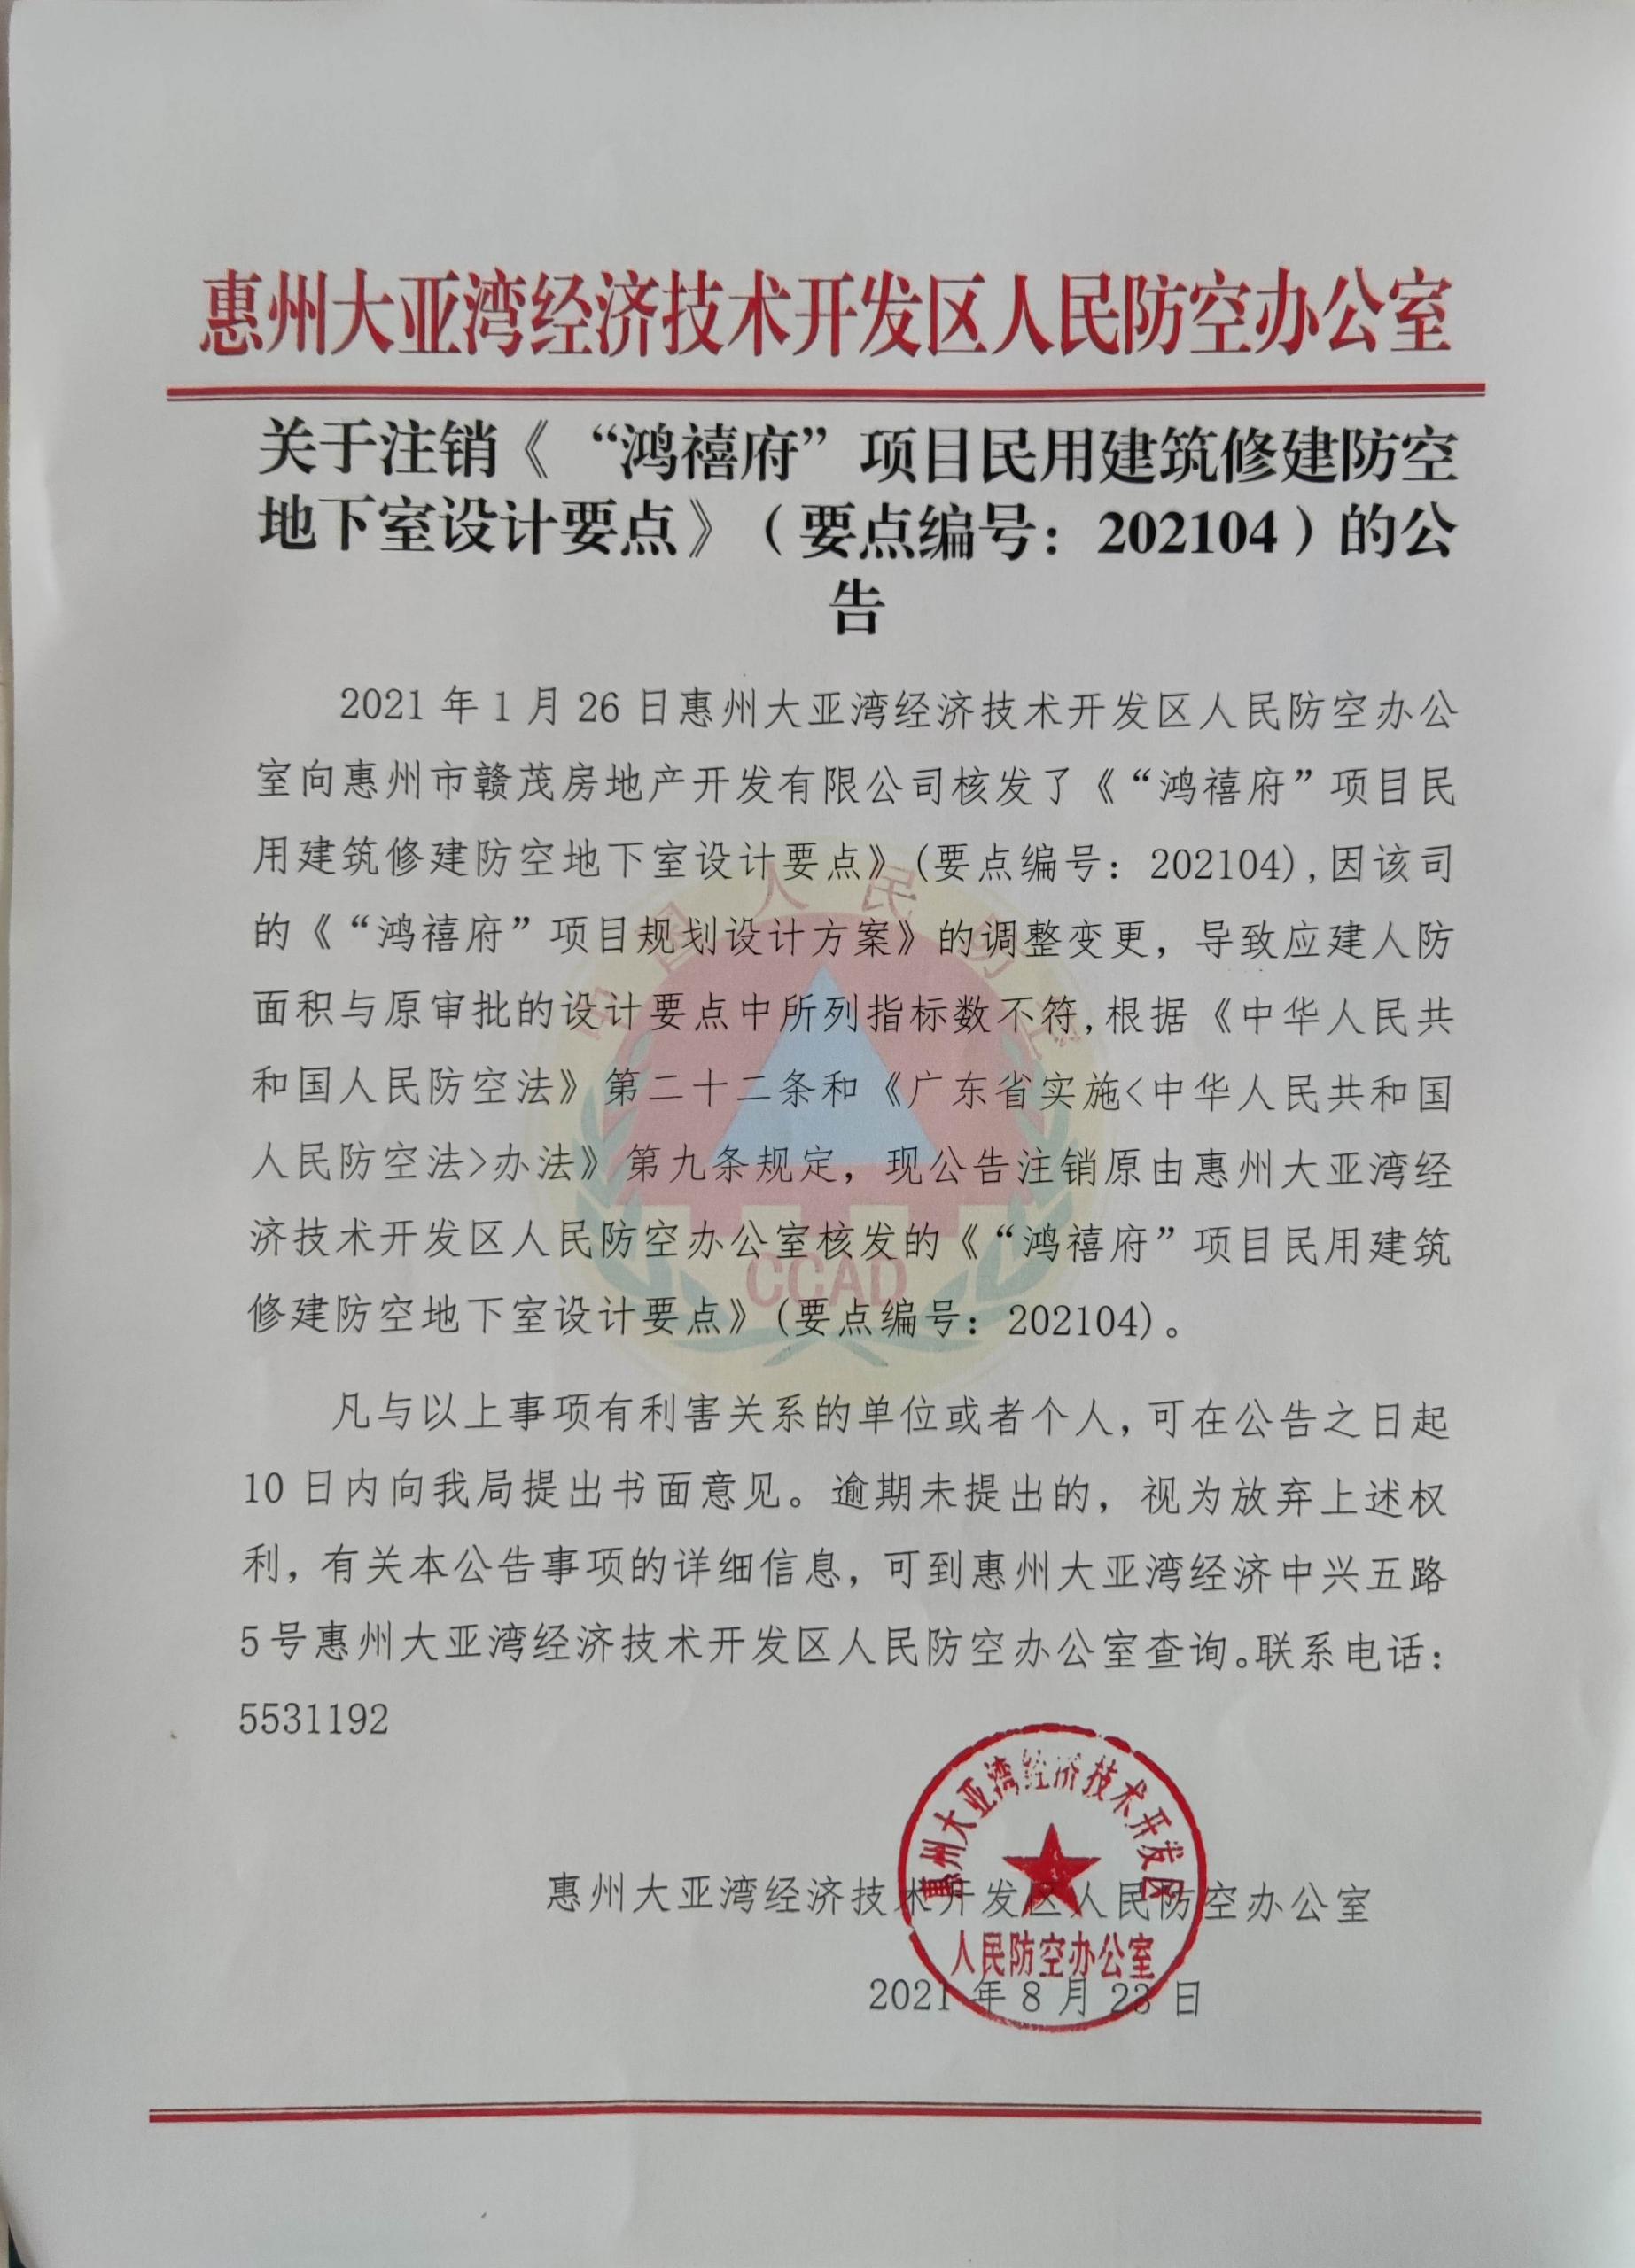 惠州大亚湾经济技术开发区人民防空办公室
关于注销《“鸿禧府”项目民用建筑修建防空
地下室设计要点》（要点编号：202104）的公
告
2021年1月26日惠州大亚湾经济技术开发区人民防空办公
室向惠州市赣茂房地产开发有限公司核发了《“鸿禧府”项目民
用建筑修建防空地下室设计要点》(要点编号：202104),因该司
的《“鸿禧府”项目规划设计方案》的调整变更，导致应建人防
面积与原审批的设计要点中所列指标数不符,根据《中华人民共
和国人民防空法》第二十二条和《广东省实施<中华人民共和国
人民防空法>办法》第九条规定，现公告注销原由惠州大亚湾经
济技术开发区人民防空办公室核发的《“鸿禧府”项目民用建筑
修建防空地下室设计要点》(要点编号：202104)。
凡与以上事项有利害关系的单位或者个人，可在公告之日起
10日内向我局提出书面意见。逾期未提出的，视为放弃上述权
利，有关本公告事项的详细信息，可到惠州大亚湾经济中兴五路
5号惠州大亚湾经济技术开发区人民防空办公室查询。联系电话：
5531192
惠州大亚湾经济技术开发区人民防空办公室
2021年8月23日
惠州大亚湾经济技术开发区
人民防空办公室
CCAD